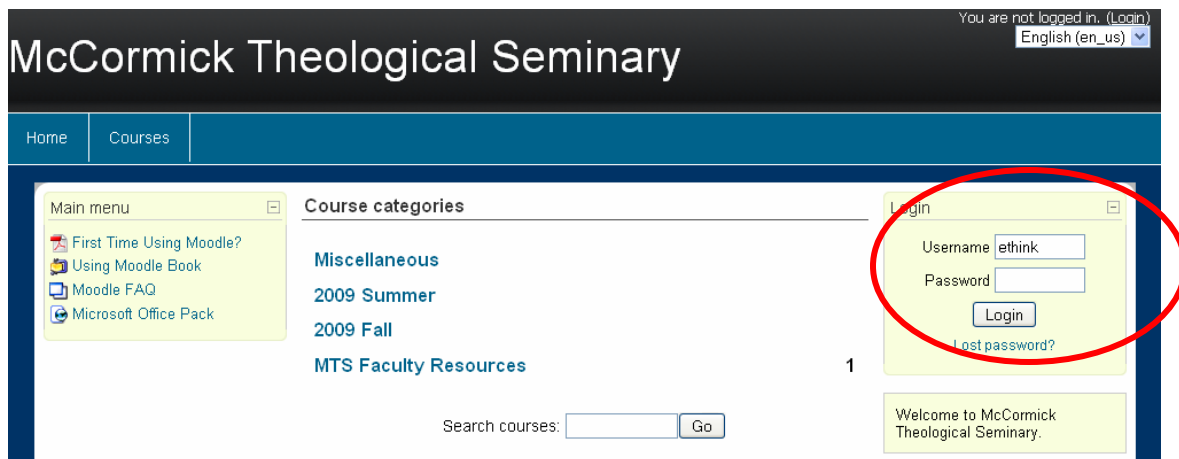 You are not logged in. (Login)
English (en_us)
McCormick Theological Seminary
Home Courses
Main menu
First Time Using Moodle?
Using Moodle Book
Moodle FAQ
Microsoft Office Pack
Course categories
Miscellaneous
2009 Summer
2009 Fall
MTS Faculty Resources 1
Search courses: Go
Login
Username ethink
Password
Login
Lost password?
Welcome to McCormick
Theological Seminary.